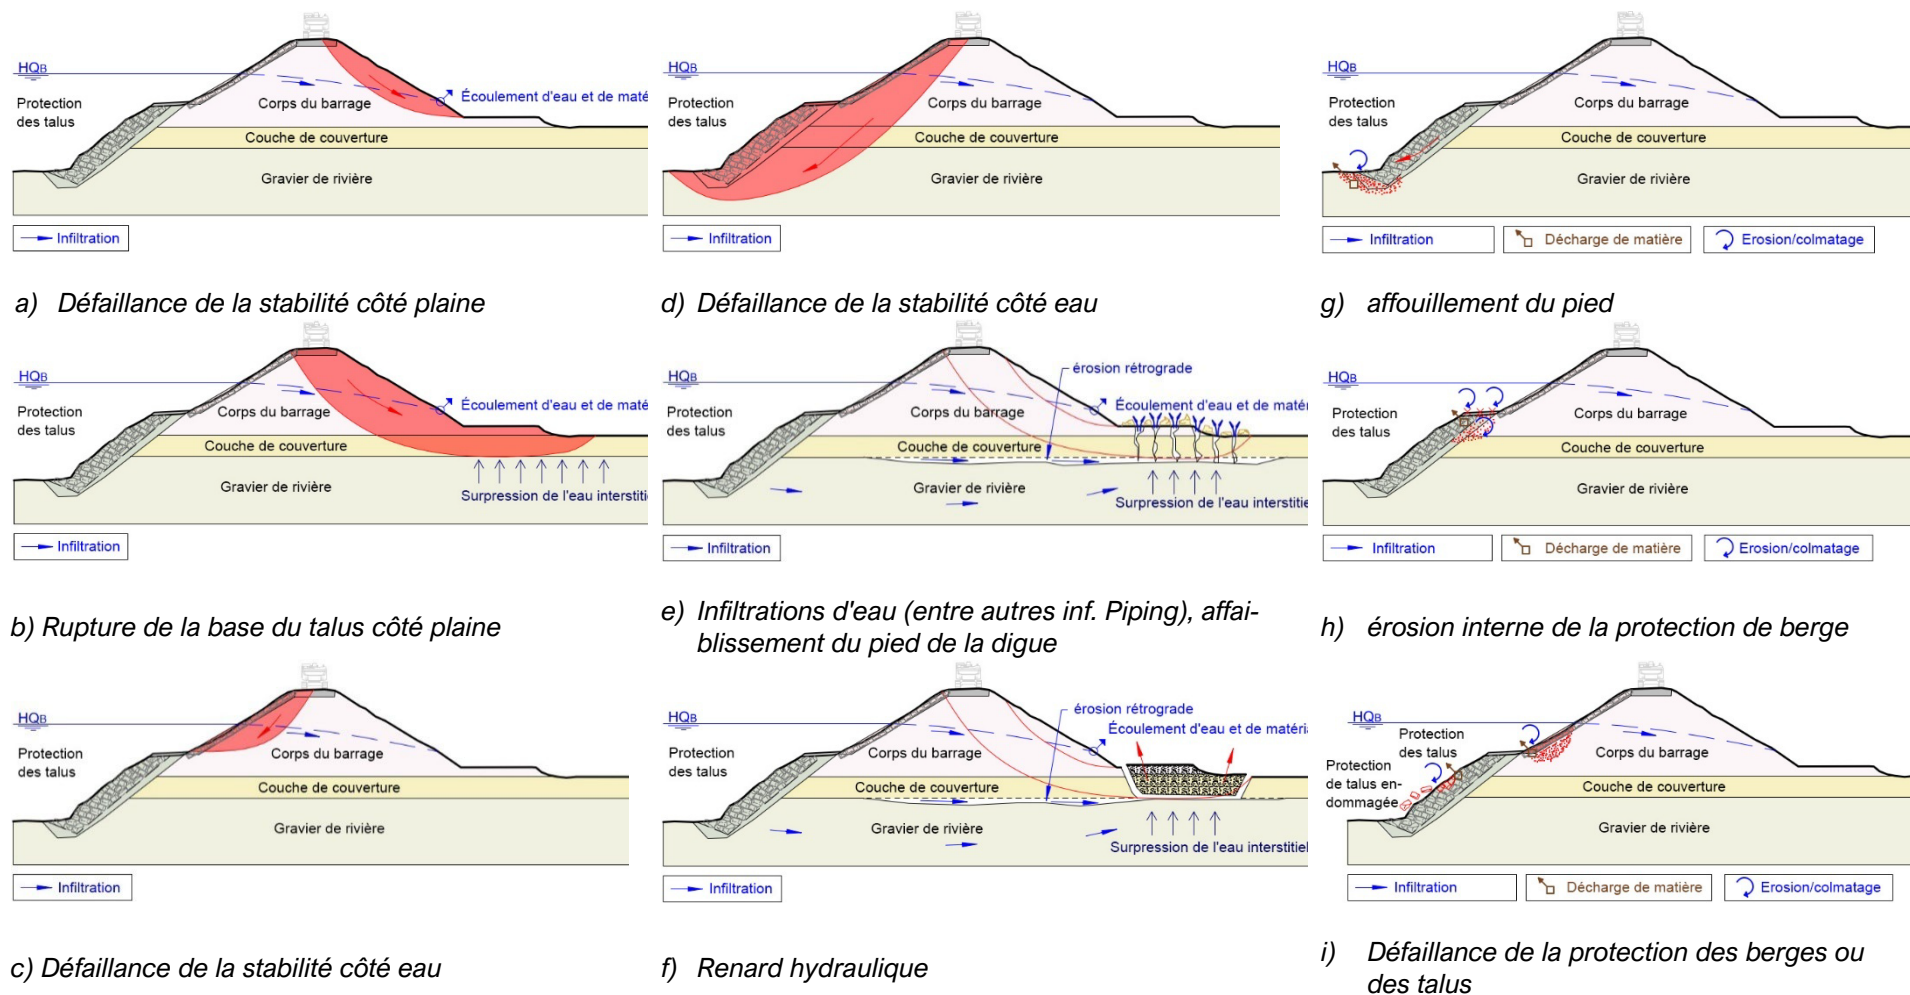 HQB
Protection
des talus
Corps du barrage
Écoulement d'eau et de maté
Couche de couverture
Gravier de rivière
Infiltration
a) Défaillance de la stabilité côté plaine
HQB
Protection
des talus
Corps du barrage
Écoulement d'eau et de maté
Couche de couverture
Gravier de rivière
Surpression de l'eau interstitie
Infiltration
b) Rupture de la base du talus côté plaine
HQB
Protection
des talus
Corps du barrage
Couche de couverture
Gravier de rivière
Infiltration
c) Défaillance de la stabilité côté eau
HQB
Protection
des talus
Corps du barrage
Couche de couverture
Gravier de rivière
Infiltration
d) Défaillance de la stabilité côté eau
HQB
érosion rétrograde
Protection
des talus
Corps du barrage
Écoulement d'eau et de matér
Couche de couverture
Gravier de rivière
Surpression de l'eau interstitie
Infiltration
e) Infiltrations d'eau (entre autres inf. Piping), affai-
blissement du pied de la digue
HQB
érosion rétrograde
Écoulement d'eau et de matéri
Protection
des talus
Corps du barrage
Couche de couverture
Gravier de rivière
Surpression de l'eau interstitiel
Infiltration
f) Renard hydraulique
HQB
Protection
des talus
Corps du barrage
Couche de couverture
Gravier de rivière
Infiltration
Décharge de matière
Erosion/colmatage
g) affouillement du pied
HQB
Protection
des talus
Corps du barrage
Couche de couverture
Gravier de rivière
Infiltration
Décharge de matière
Erosion/colmatage
h) érosion interne de la protection de berge
HQB
Protection
des talus
Corps du barrage
Protection
de talus en-
dommagée
Couche de couverture
Gravier de rivière
Infiltration
Décharge de matière
Erosion/colmatage
i) Défaillance de la protection des berges ou
des talus